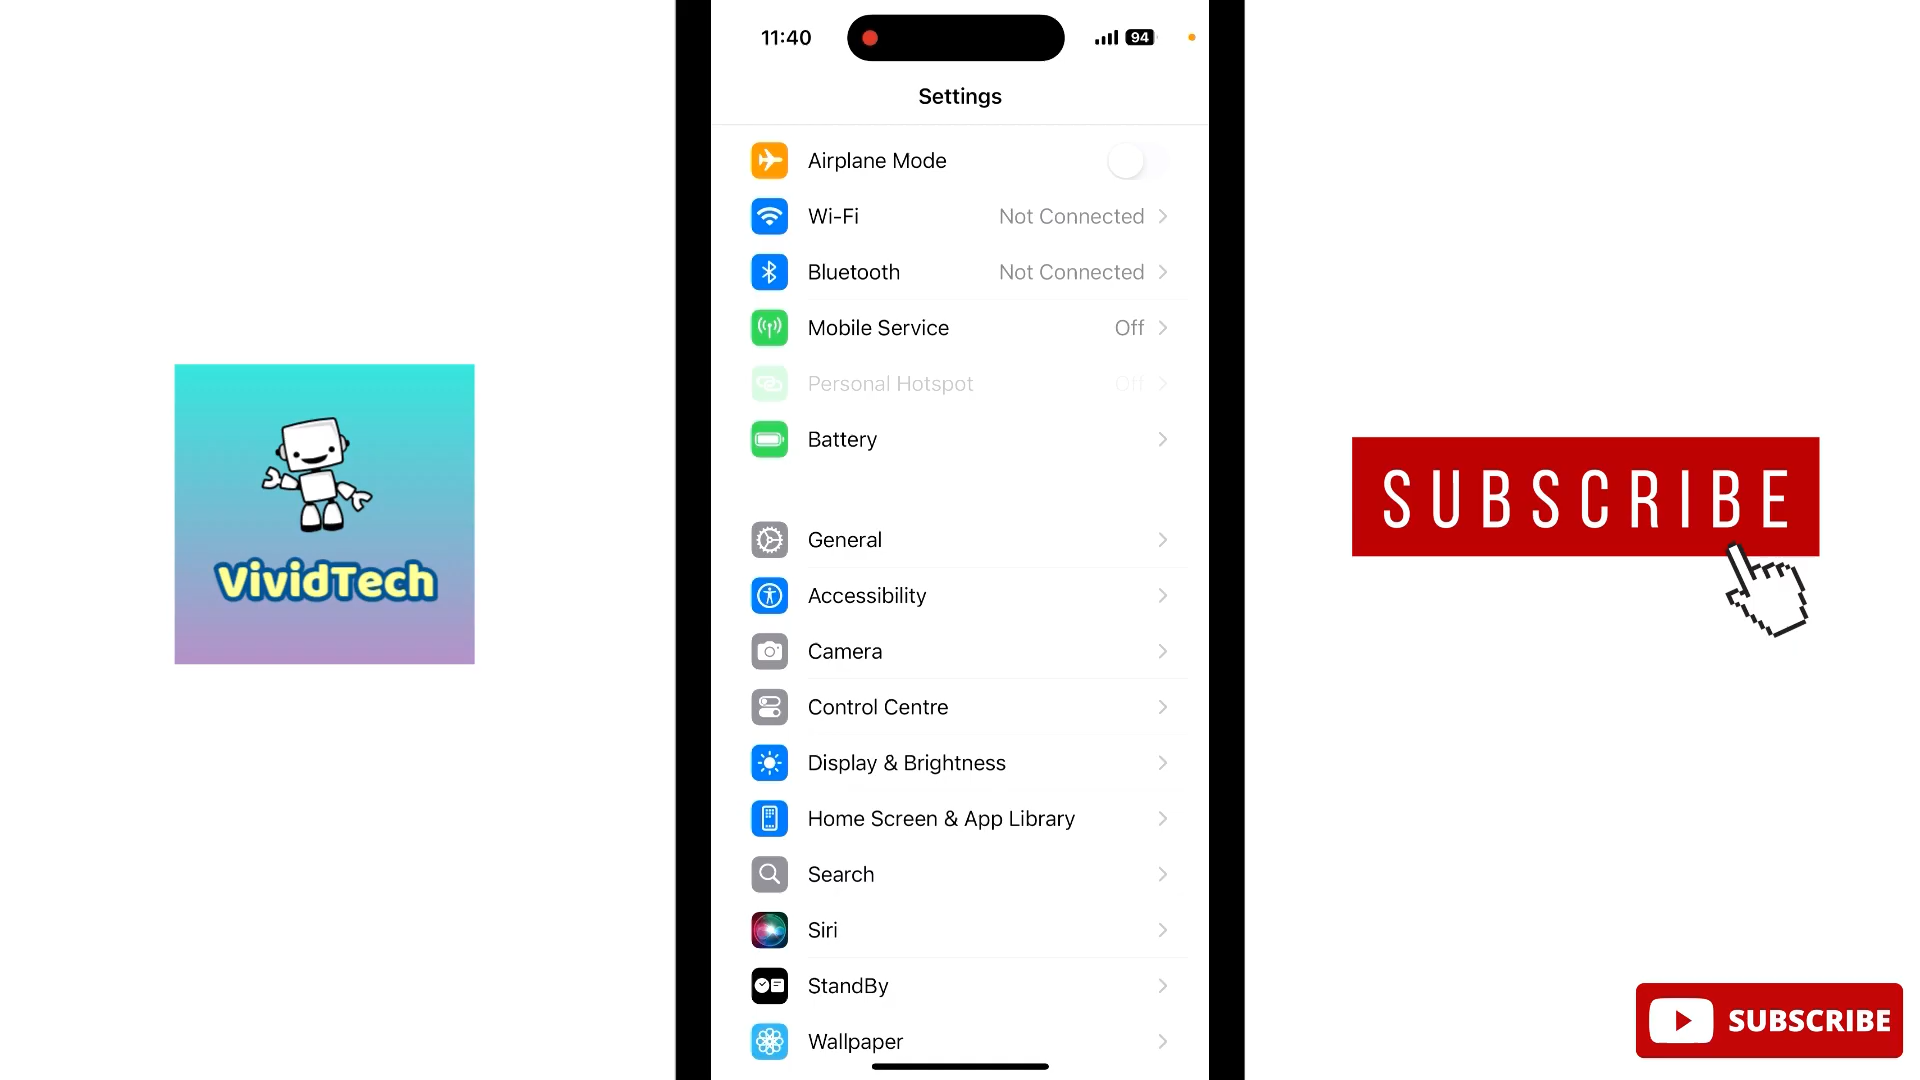 11:40
94
Settings
Airplane Mode
Wi-Fi Not Connected
Bluetooth Not Connected
Mobile Service Off
Personal Hotspot Off
Battery
General
Accessibility
Camera
Control Centre
Display & Brightness
Home Screen & App Library
Search
Siri
StandBy
Wallpaper
VividTech
SUBSCRIBE
SUBSCRIBE